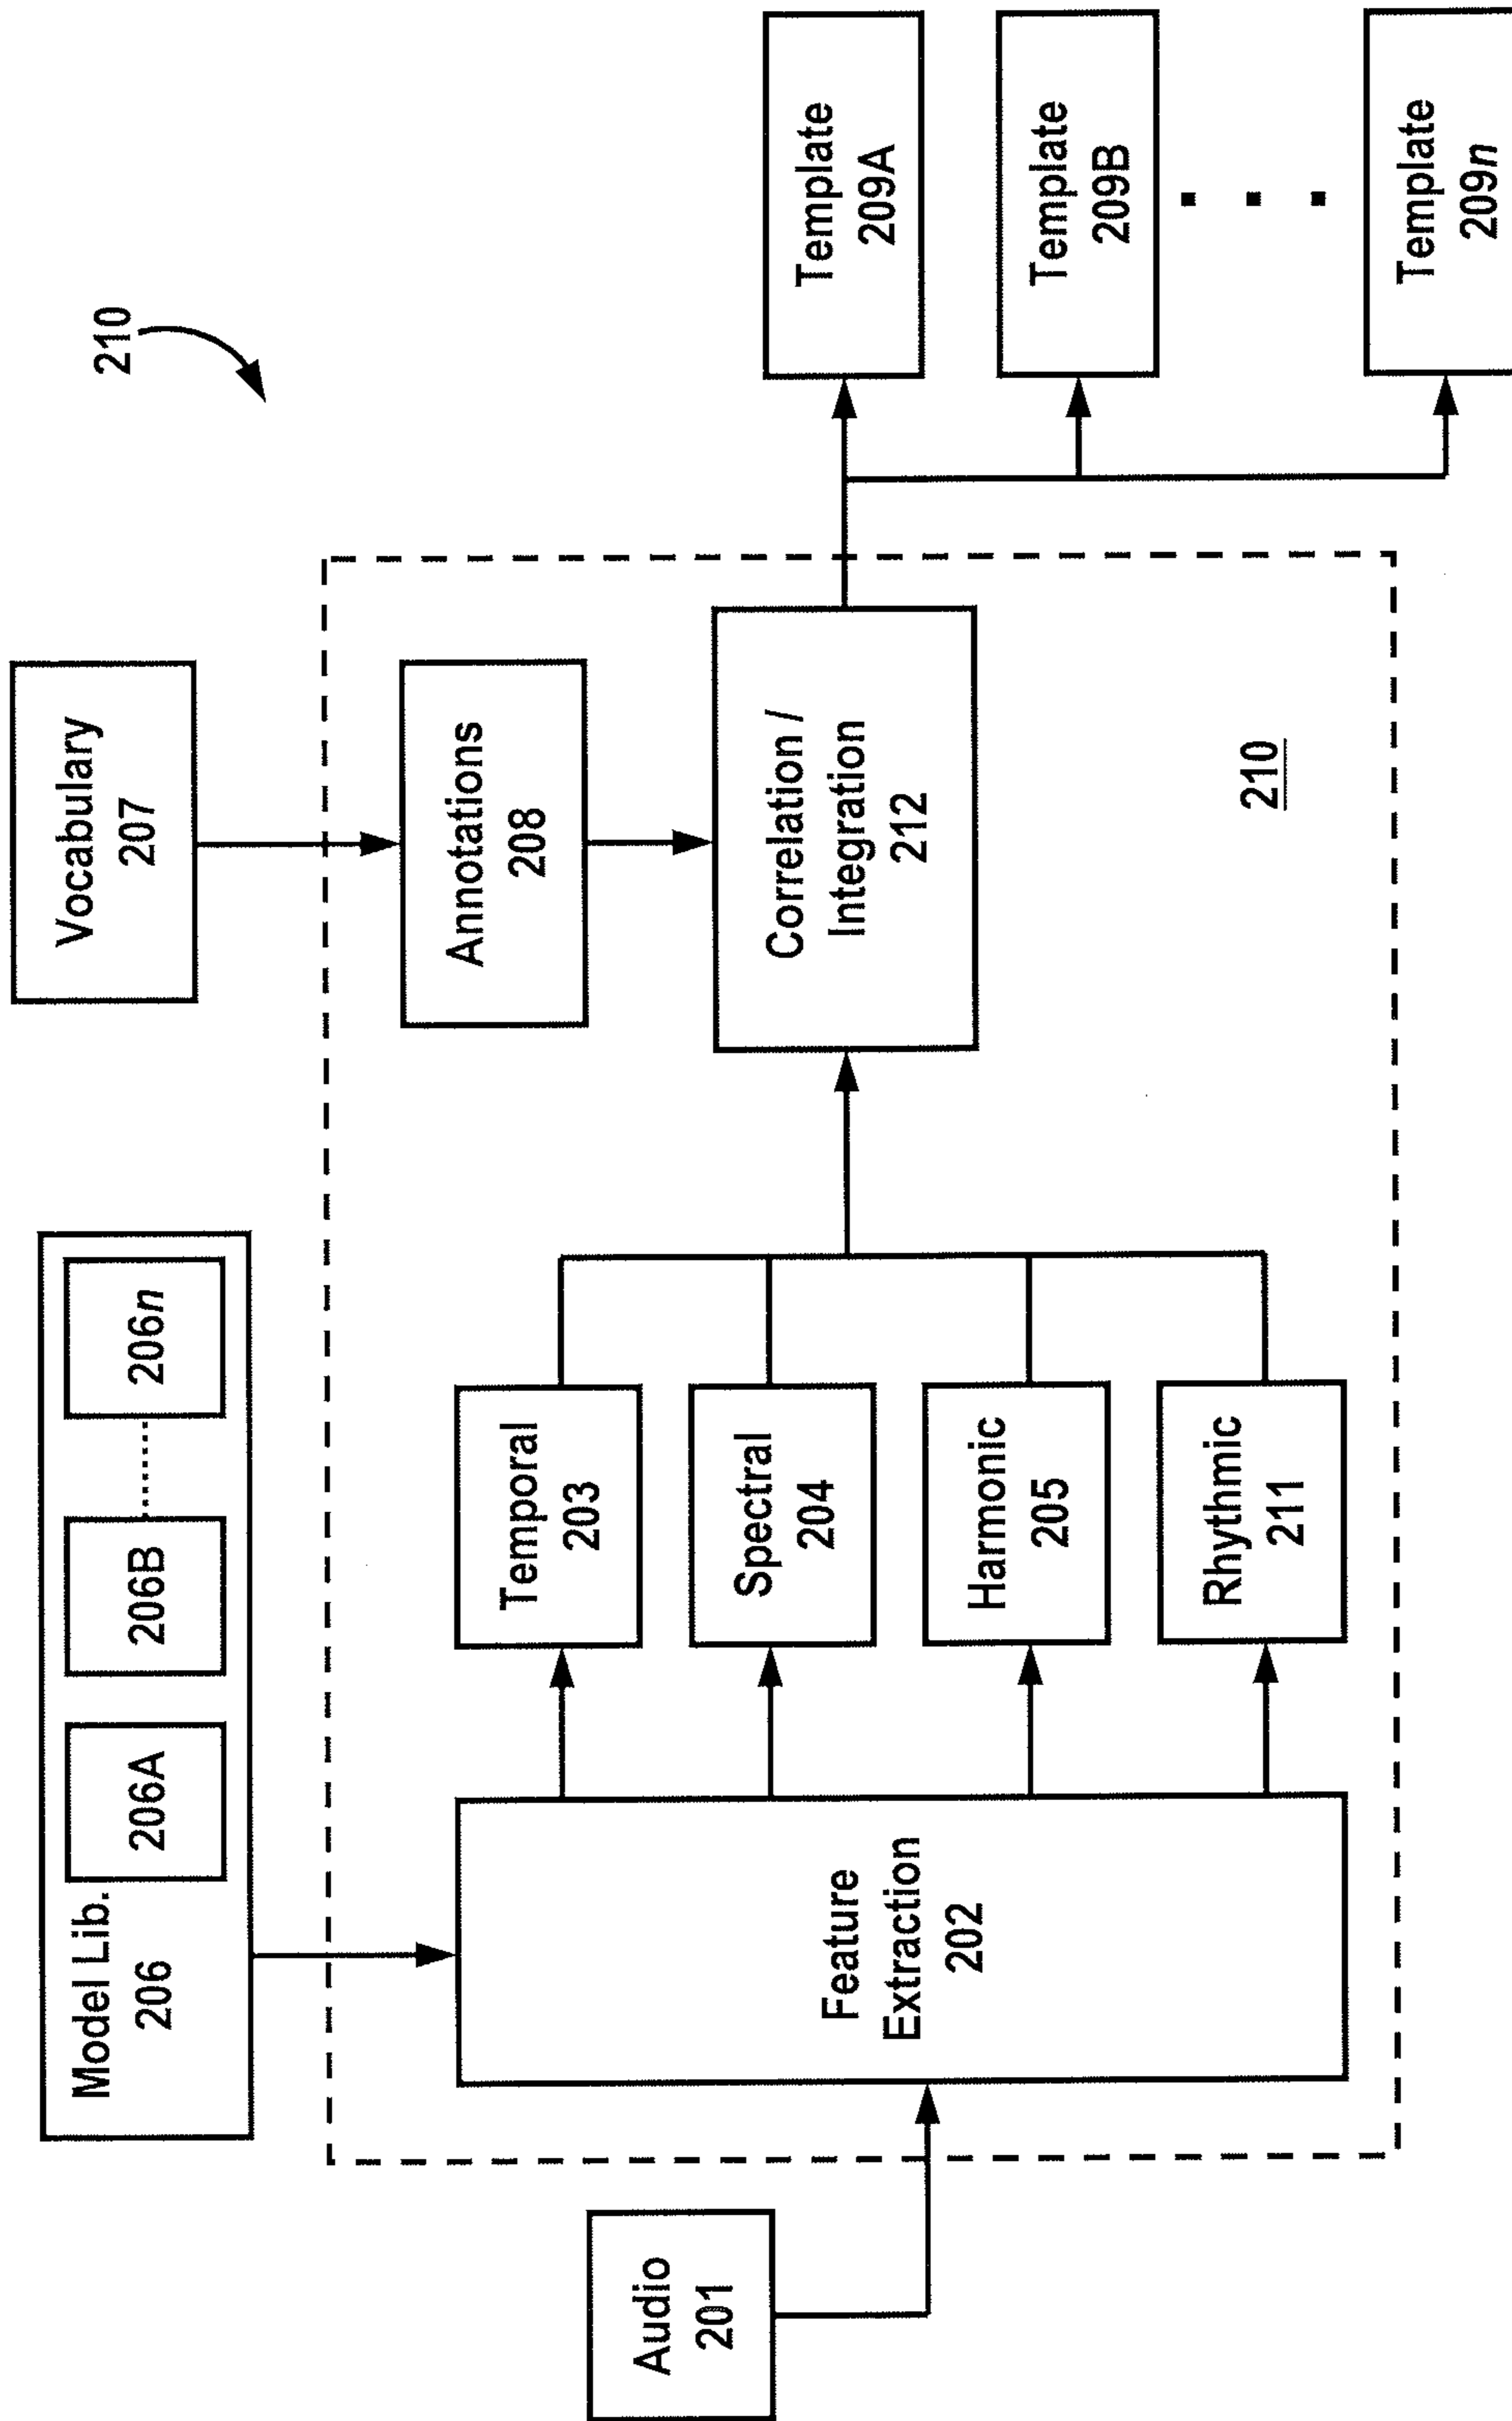 210
Model Lib.
206
206A
206B
206n
Vocabulary
207
Audio
201
Feature
Extraction
202
Temporal
203
Spectral
204
Harmonic
205
Rhythmic
211
Annotations
208
Correlation /
Integration
212
210
Template
209A
Template
209B
Template
209n